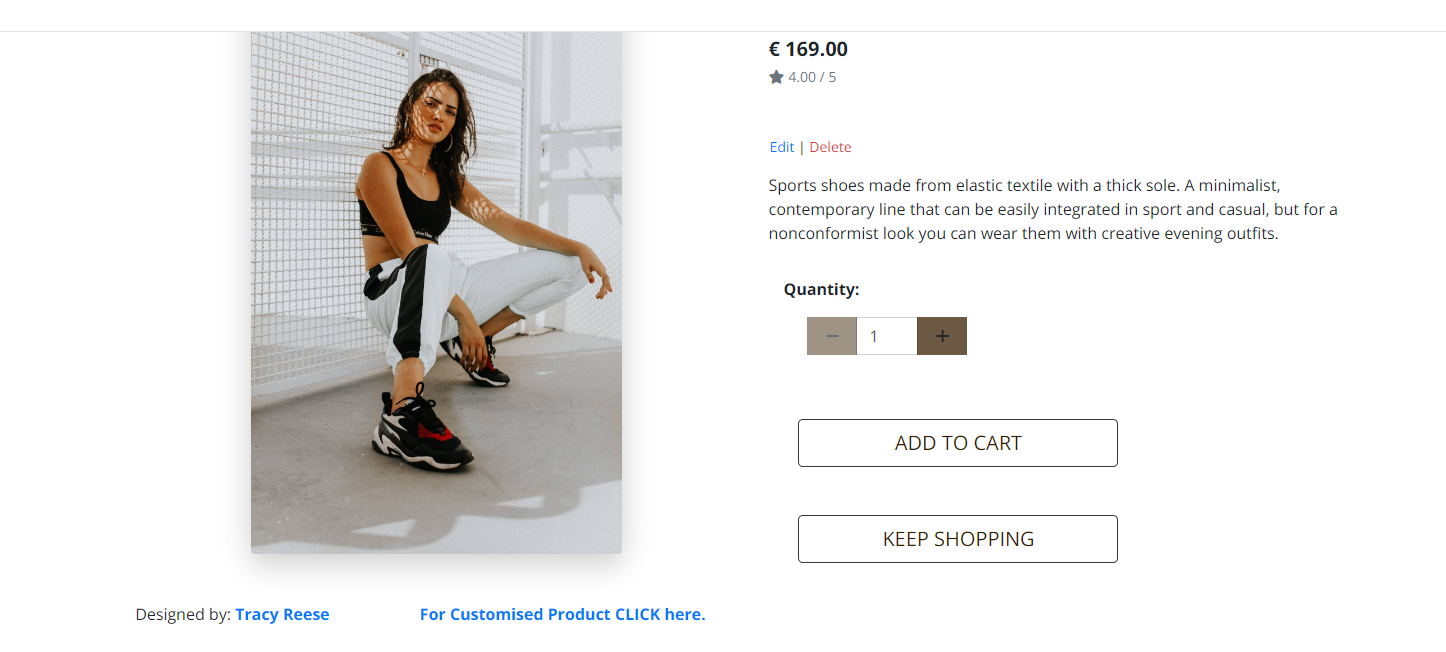 € 169.00
4.00 / 5
Edit | Delete
Sports shoes made from elastic textile with a thick sole. A minimalist,
contemporary line that can be easily integrated in sport and casual, but for a
nonconformist look you can wear them with creative evening outfits.
Quantity:
− 1 +
ADD TO CART
KEEP SHOPPING
Designed by: Tracy Reese
For Customised Product CLICK here.